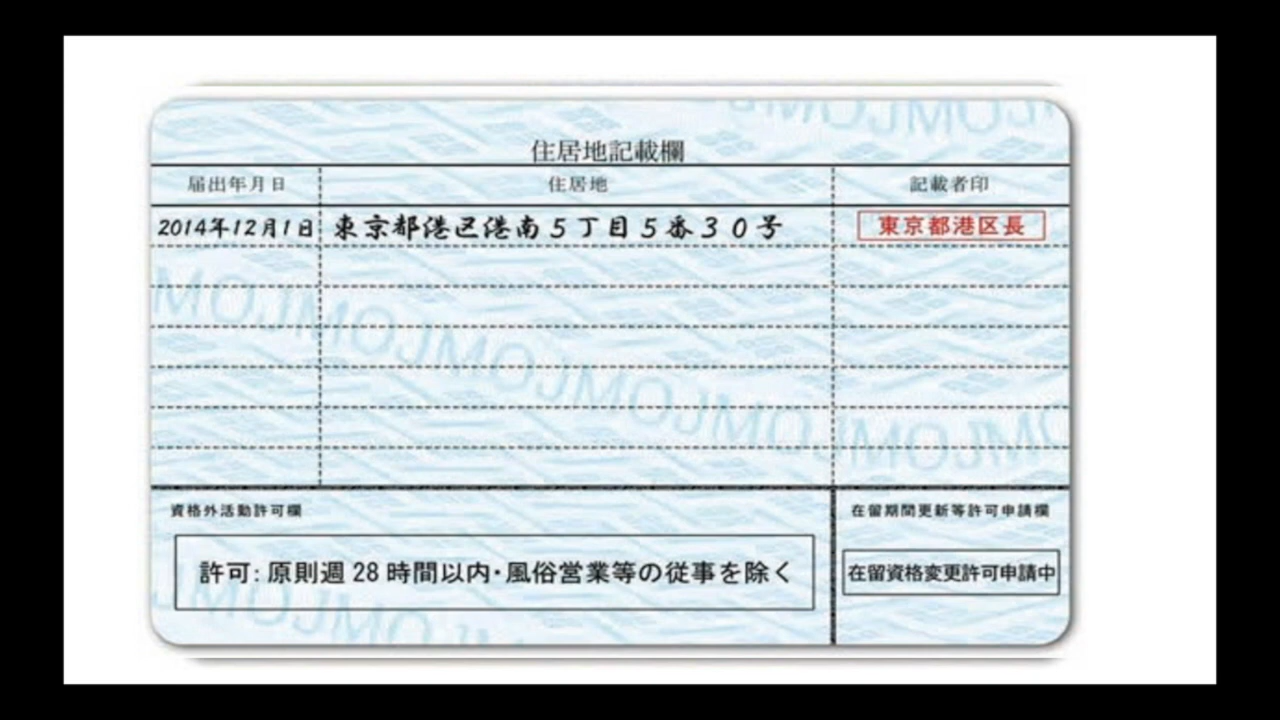 住居地記載欄
届出年月日 住居地 記載者印
2014年12月1日 東京都港区港南5丁目5番30号 東京都港区長
MOJMOJMOJMOJMOJMOJMO
資格外活動許可欄 在留期間更新等許可申請欄
許可:原則週28時間以内・風俗営業等の従事を除く 在留資格変更許可申請中